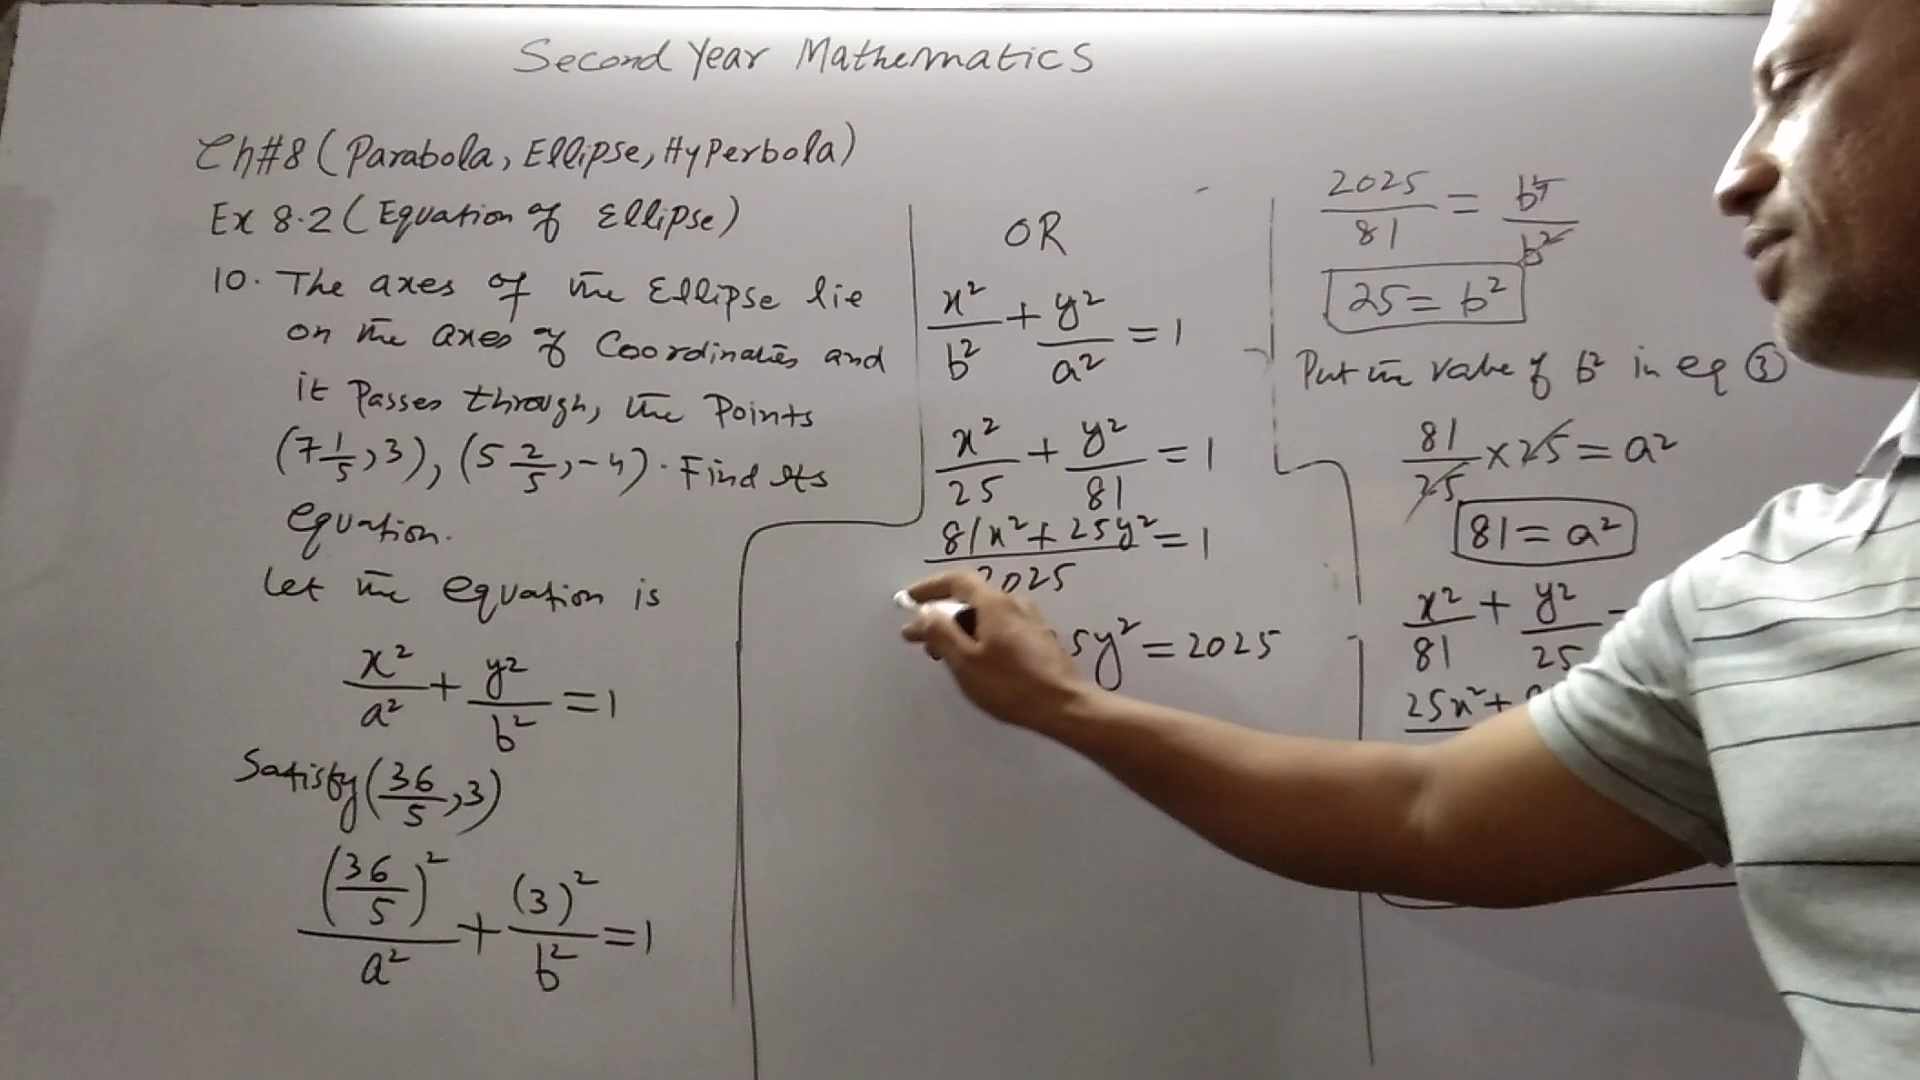 Second Year Mathematics
Ch#8 (Parabola, Ellipse, Hyperbola)
Ex 8.2 (Equation of Ellipse)
10. The axes of the Ellipse lie
on the axes of Coordinates and
it Passes through, the Points
(7 1/5, 3), (5 2/5, -4). Find its
equation.
Let the equation is
x²/a² + y²/b² = 1
Satisfy (36/5, 3)
(36/5)²/a² + (3)²/b² = 1
OR
x²/b² + y²/a² = 1
x²/25 + y²/81 = 1
81x² + 25y²/2025 = 1
5y² = 2025
2025/81 = b⁴/b²
25 = b²
Put the value of b² in eq ③
81/25 × 25 = a²
81 = a²
x²/81 + y²/25
25x² +